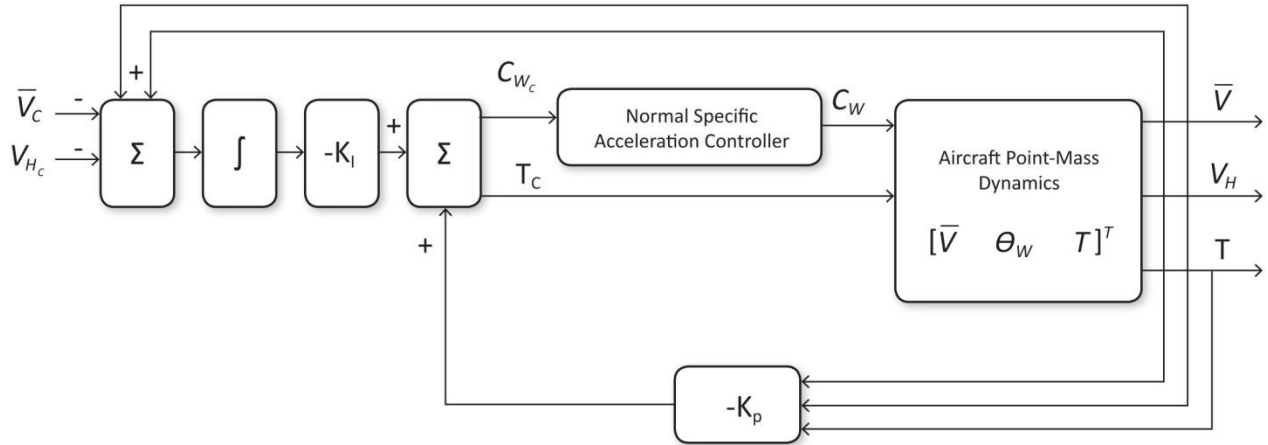 +
V̅_C -
V_{H_C} -
Σ
∫
-K_I
+
Σ
+
C_{W_C}
T_C
Normal Specific
Acceleration Controller
C_W
Aircraft Point-Mass
Dynamics
[V̅ Θ_W T]^T
V̅
V_H
T
-K_p